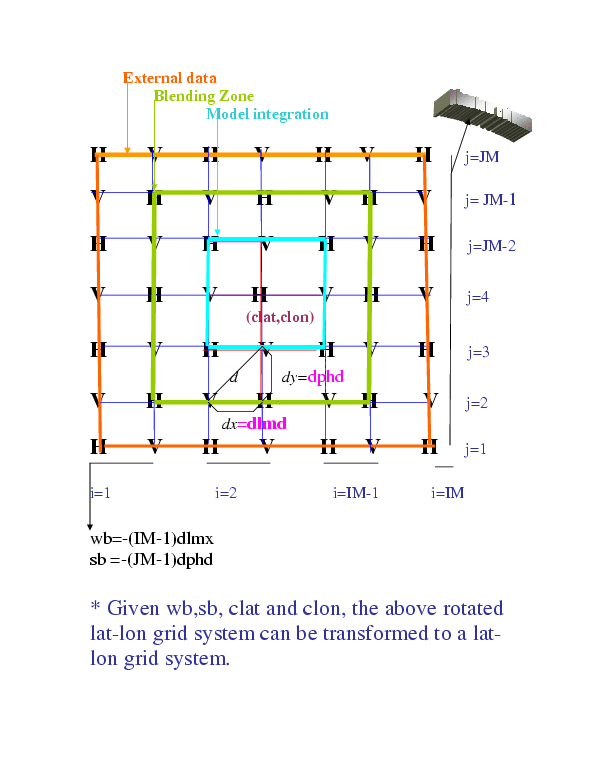 External data
Blending Zone
Model integration
H V H V H V H j=JM
V H V H V H V j= JM-1
H V H V H V H j=JM-2
V H V H V H V j=4
(clat,clon)
H V H V H V H j=3
d dy=dphd
V H V H V H V j=2
dx=dlmd
H V H V H V H j=1
i=1 i=2 i=IM-1 i=IM
wb=-(IM-1)dlmx
sb =-(JM-1)dphd
* Given wb,sb, clat and clon, the above rotated
lat-lon grid system can be transformed to a lat-
lon grid system.